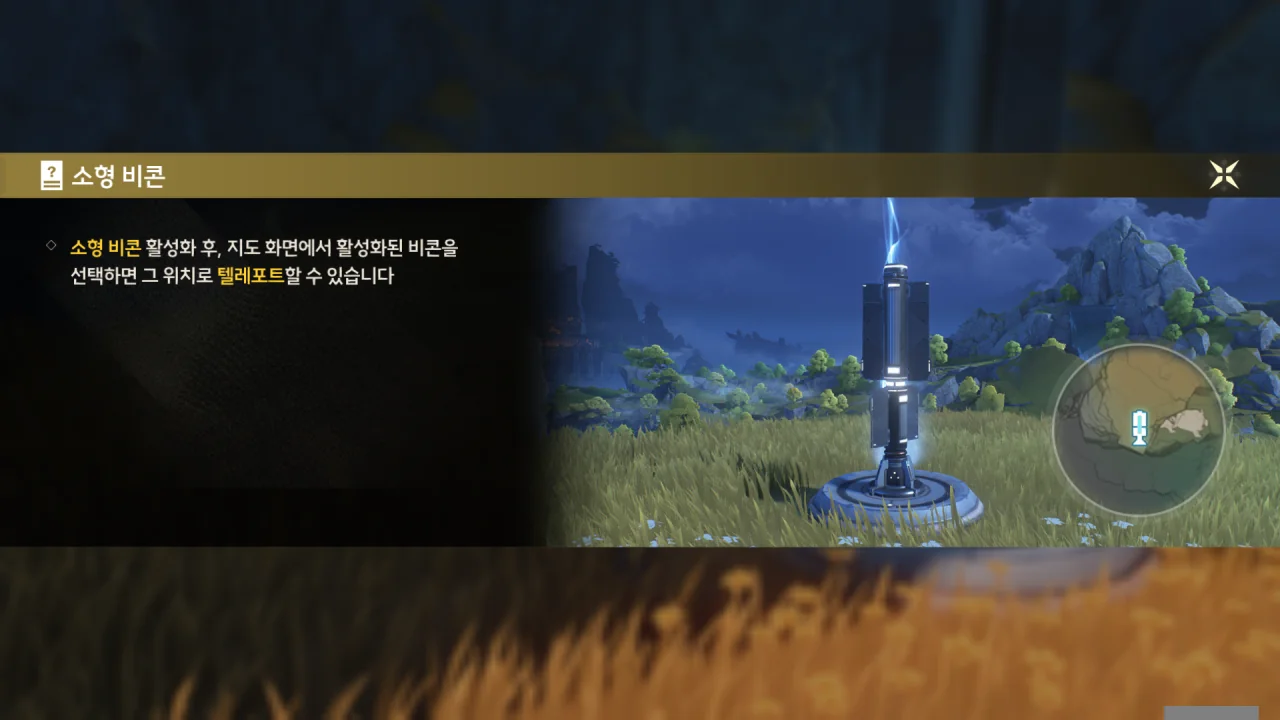 소형 비콘
소형 비콘 활성화 후, 지도 화면에서 활성화된 비콘을
선택하면 그 위치로 텔레포트할 수 있습니다